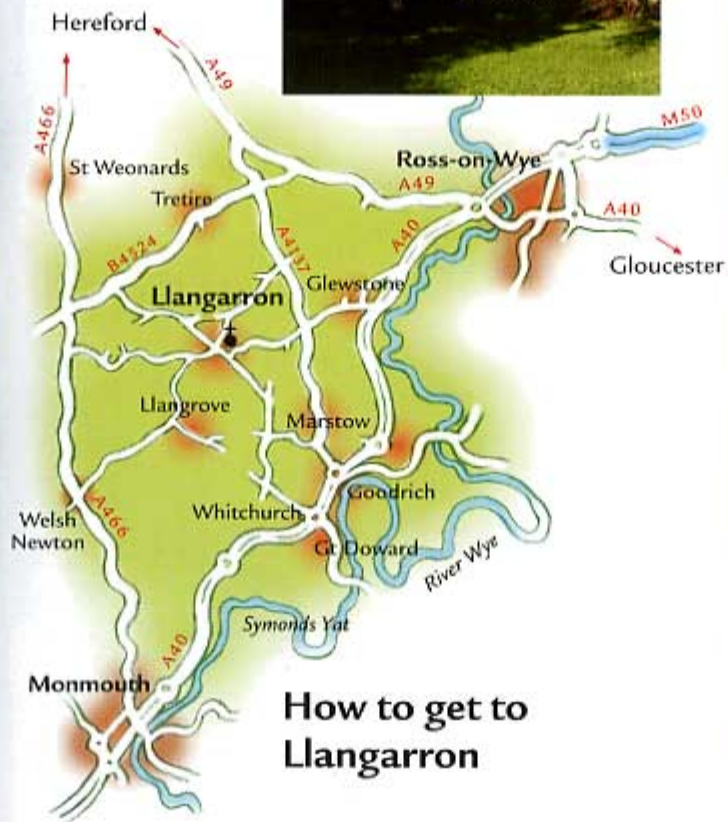 Hereford
A49
A466
M50
St Weonards
Ross-on-Wye
A49
Tretire
A40
A40
B4524
A4137
Gloucester
Glewstone
Llangarron
Llangrove
Marstow
Goodrich
A466
Whitchurch
Welsh
Newton
Gt Doward
River Wye
Symonds Yat
A40
Monmouth
How to get to
Llangarron